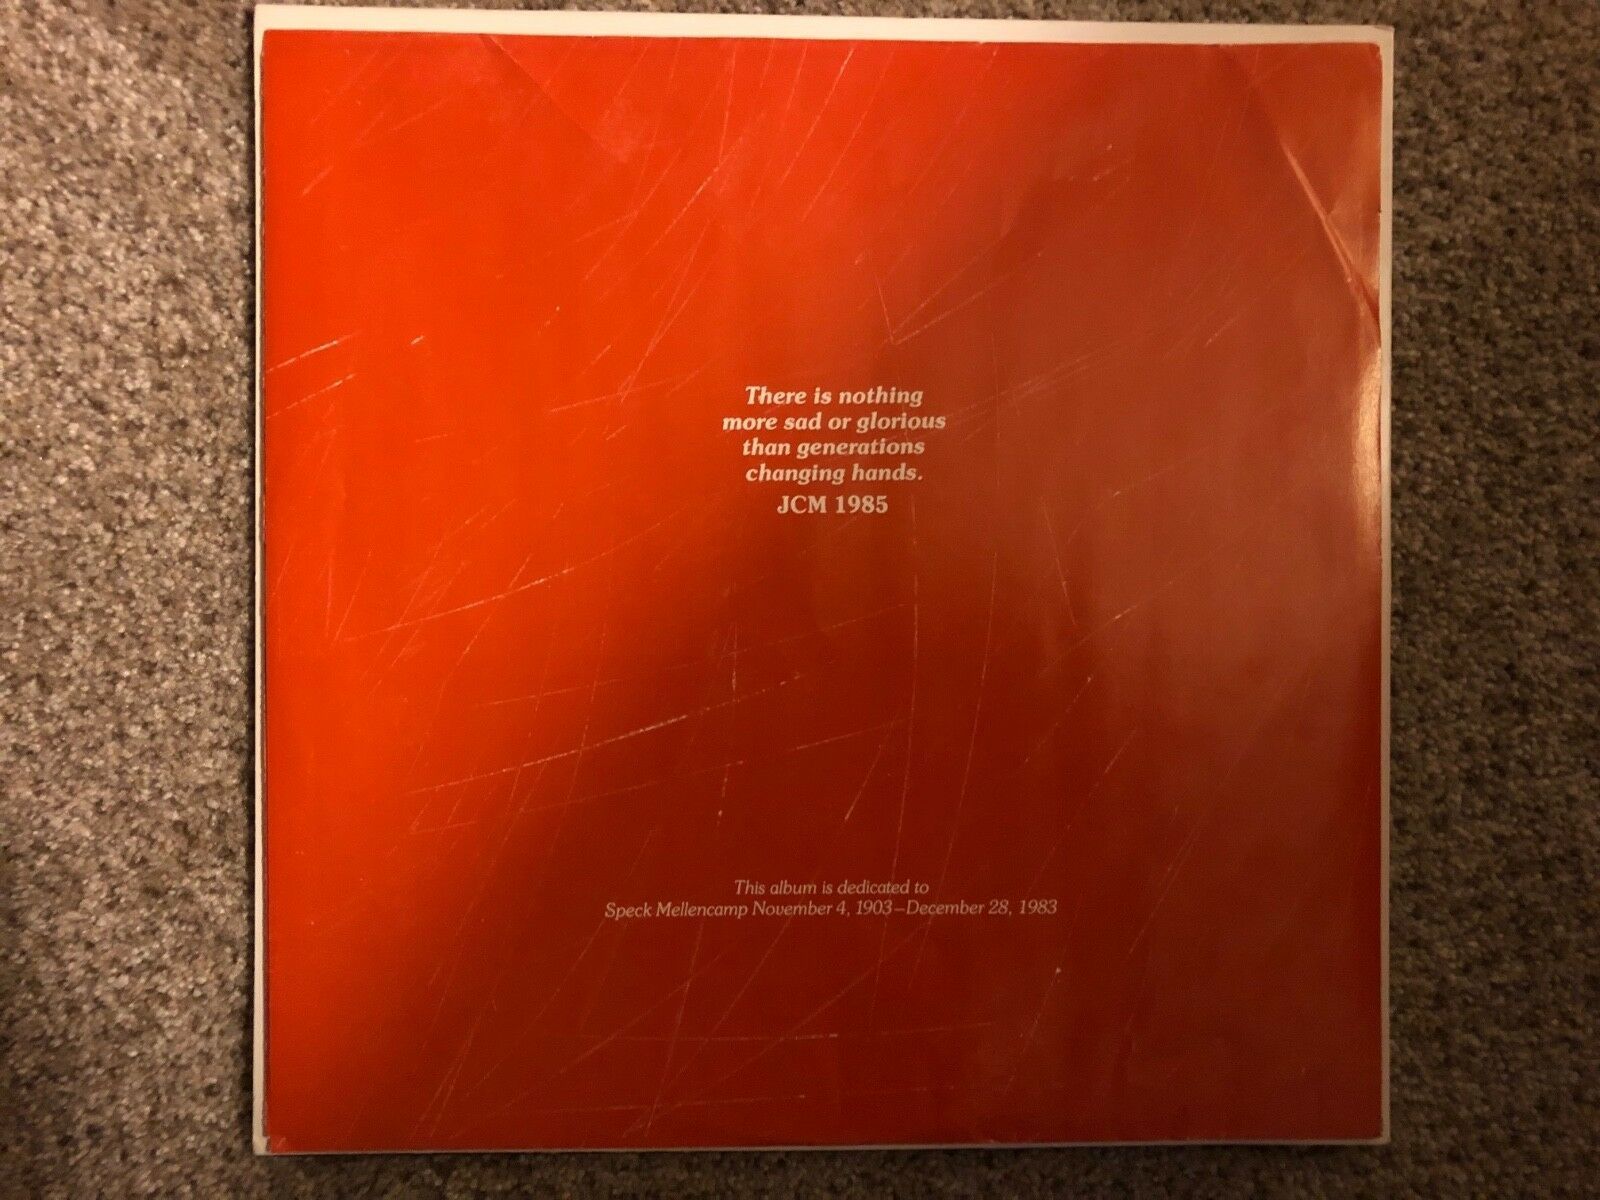 There is nothing
more sad or glorious
than generations
changing hands.
JCM 1985
This album is dedicated to
Speck Mellencamp November 4, 1903–December 28, 1983